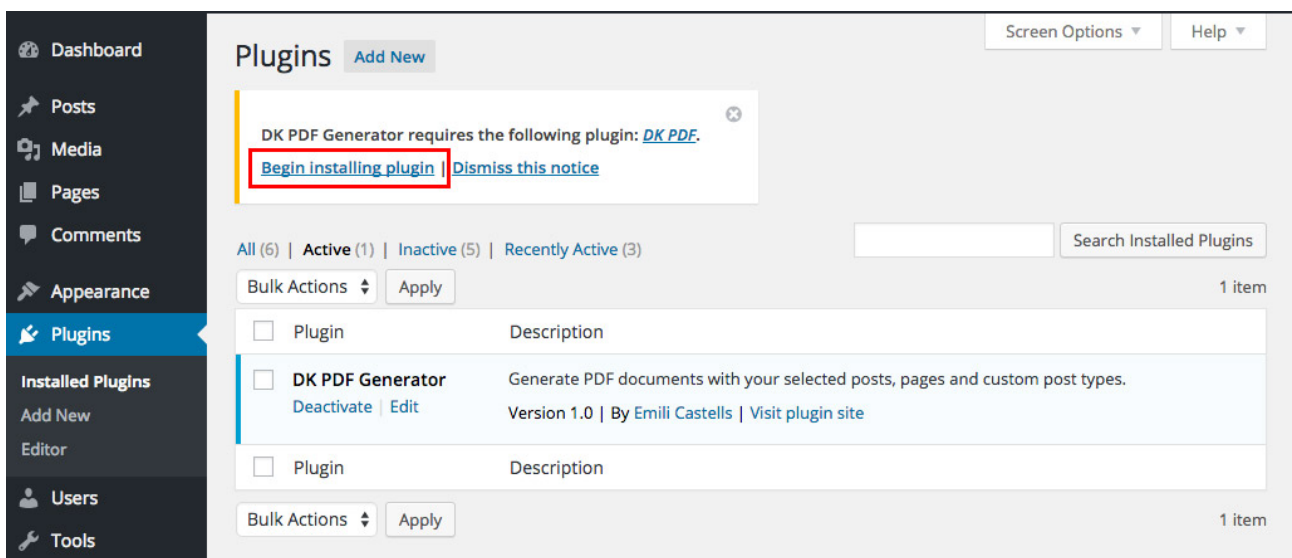 Screen Options
Help
Dashboard
Posts
Media
Pages
Comments
Appearance
Plugins
Installed Plugins
Add New
Editor
Users
Tools
Plugins Add New
DK PDF Generator requires the following plugin: DK PDF.
Begin installing plugin | Dismiss this notice
All (6) | Active (1) | Inactive (5) | Recently Active (3)
Search Installed Plugins
Bulk Actions Apply
1 item
Plugin Description
DK PDF Generator Generate PDF documents with your selected posts, pages and custom post types.
Deactivate | Edit Version 1.0 | By Emili Castells | Visit plugin site
Plugin Description
Bulk Actions Apply
1 item